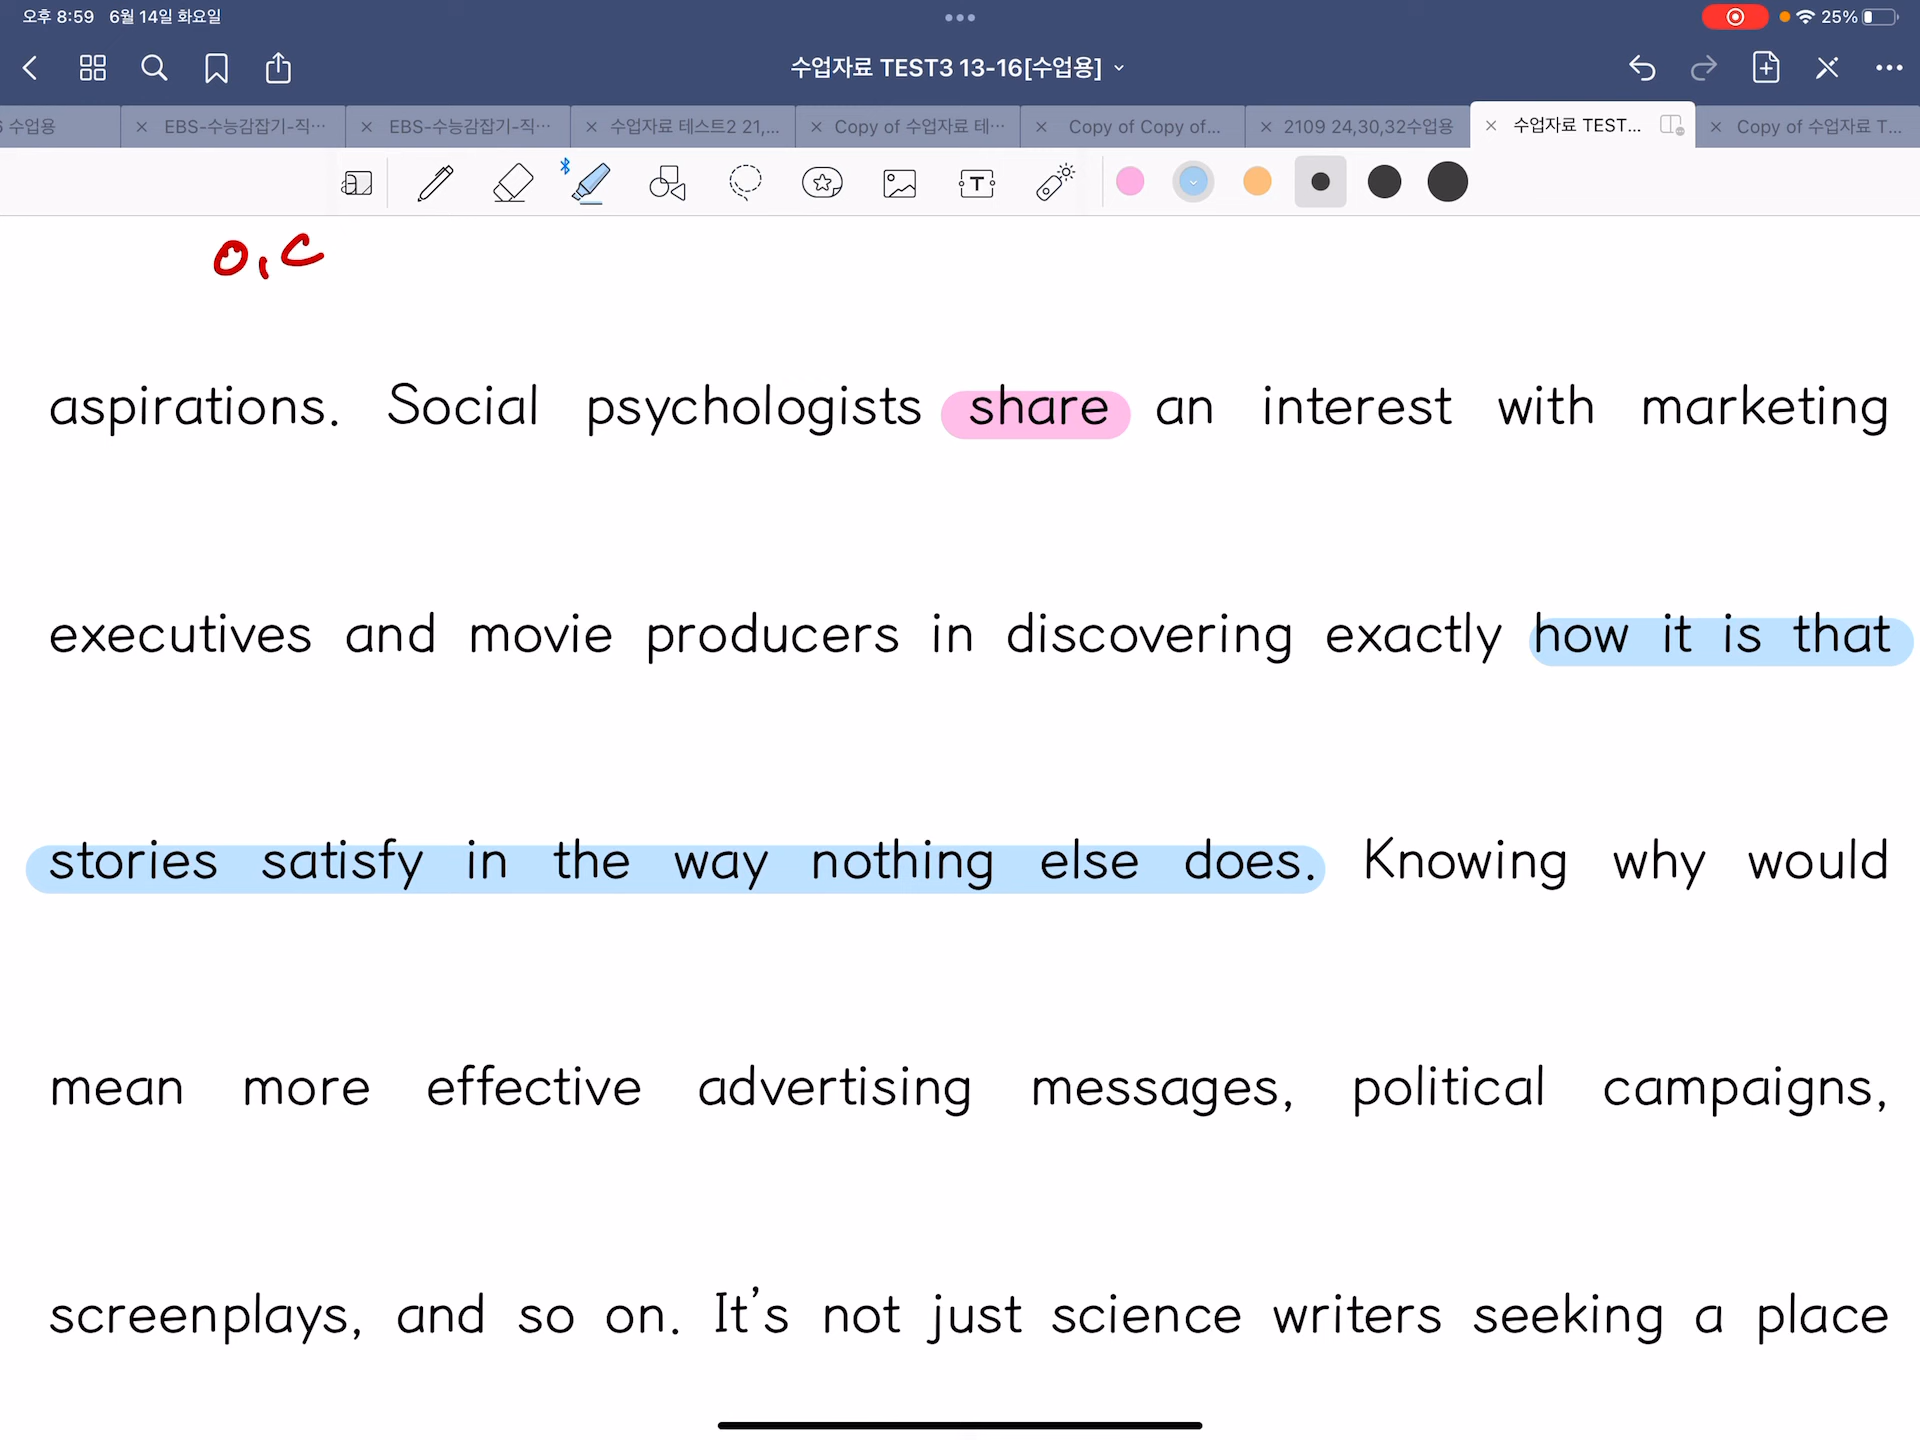 오후 8:59 6월 14일 화요일
25%
수업자료 TEST3 13-16[수업용]
수업용
EBS-수능감잡기-직…
EBS-수능감잡기-직…
수업자료 테스트2 21,...
Copy of 수업자료 테…
Copy of Copy of...
2109 24,30,32수업용
수업자료 TEST...
Copy of 수업자료 T...
T
o, c
aspirations. Social psychologists share an interest with marketing
executives and movie producers in discovering exactly how it is that
stories satisfy in the way nothing else does. Knowing why would
mean more effective advertising messages, political campaigns,
screenplays, and so on. It's not just science writers seeking a place